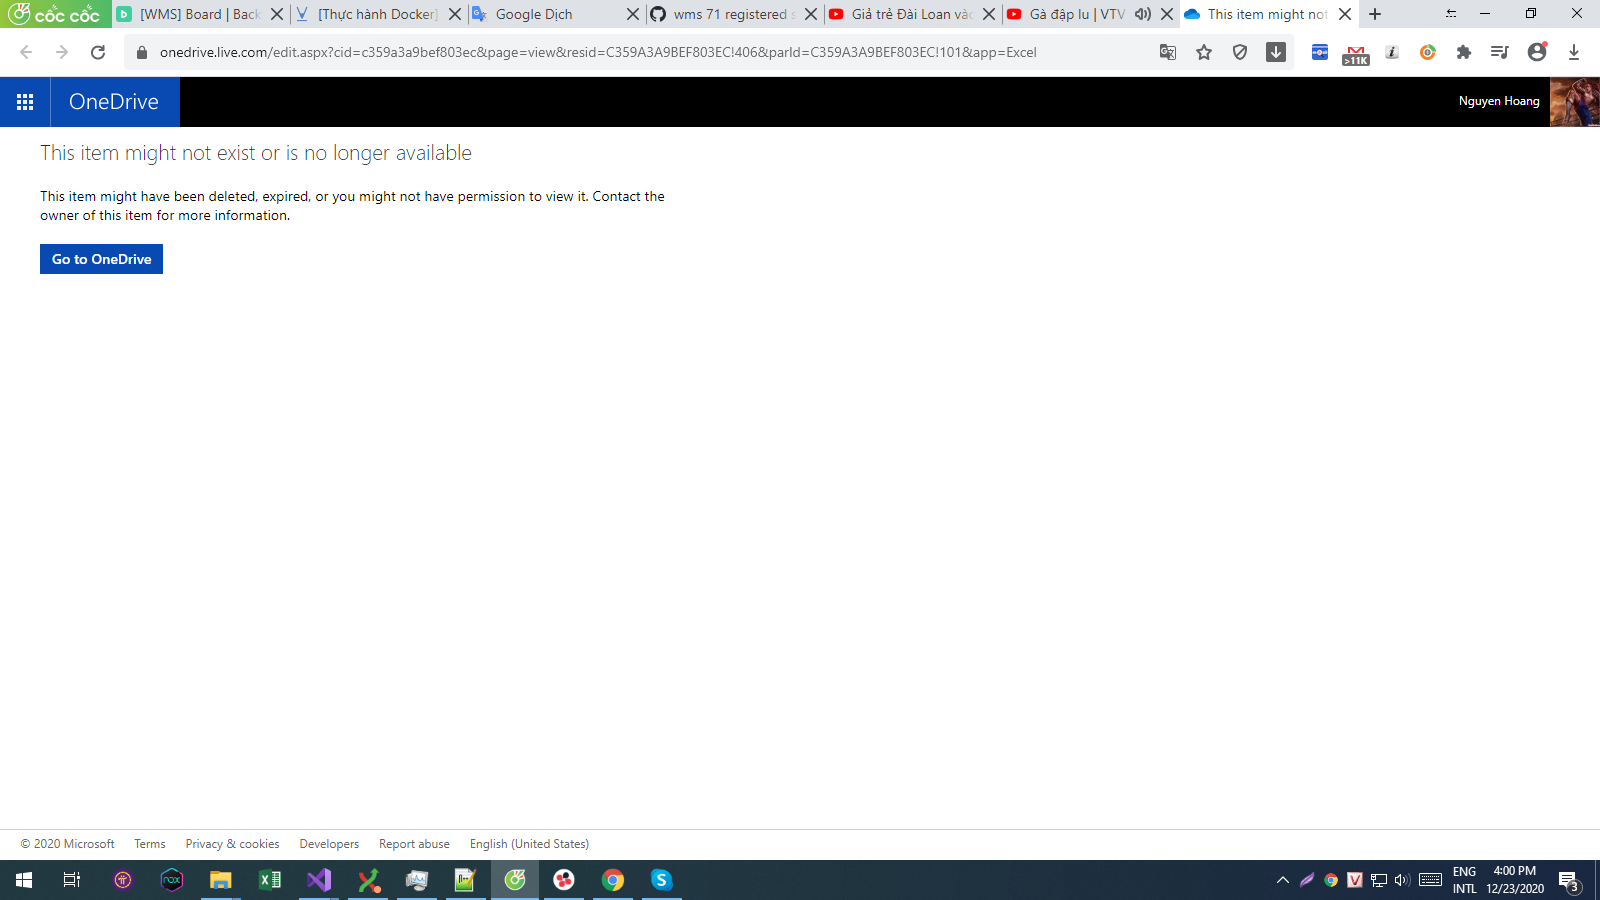 cốc cốc
[WMS] Board | Back
[Thực hành Docker]
Google Dịch
wms 71 registered s
Giả trẻ Đài Loan vào
Gà đập lu | VTV
This item might not
onedrive.live.com/edit.aspx?cid=c359a3a9bef803ec&page=view&resid=C359A3A9BEF803EC!406&parId=C359A3A9BEF803EC!101&app=Excel
>11K
OneDrive
Nguyen Hoang
This item might not exist or is no longer available
This item might have been deleted, expired, or you might not have permission to view it. Contact the
owner of this item for more information.
Go to OneDrive
© 2020 Microsoft
Terms
Privacy & cookies
Developers
Report abuse
English (United States)
nox
ENG
INTL
4:00 PM
12/23/2020
3